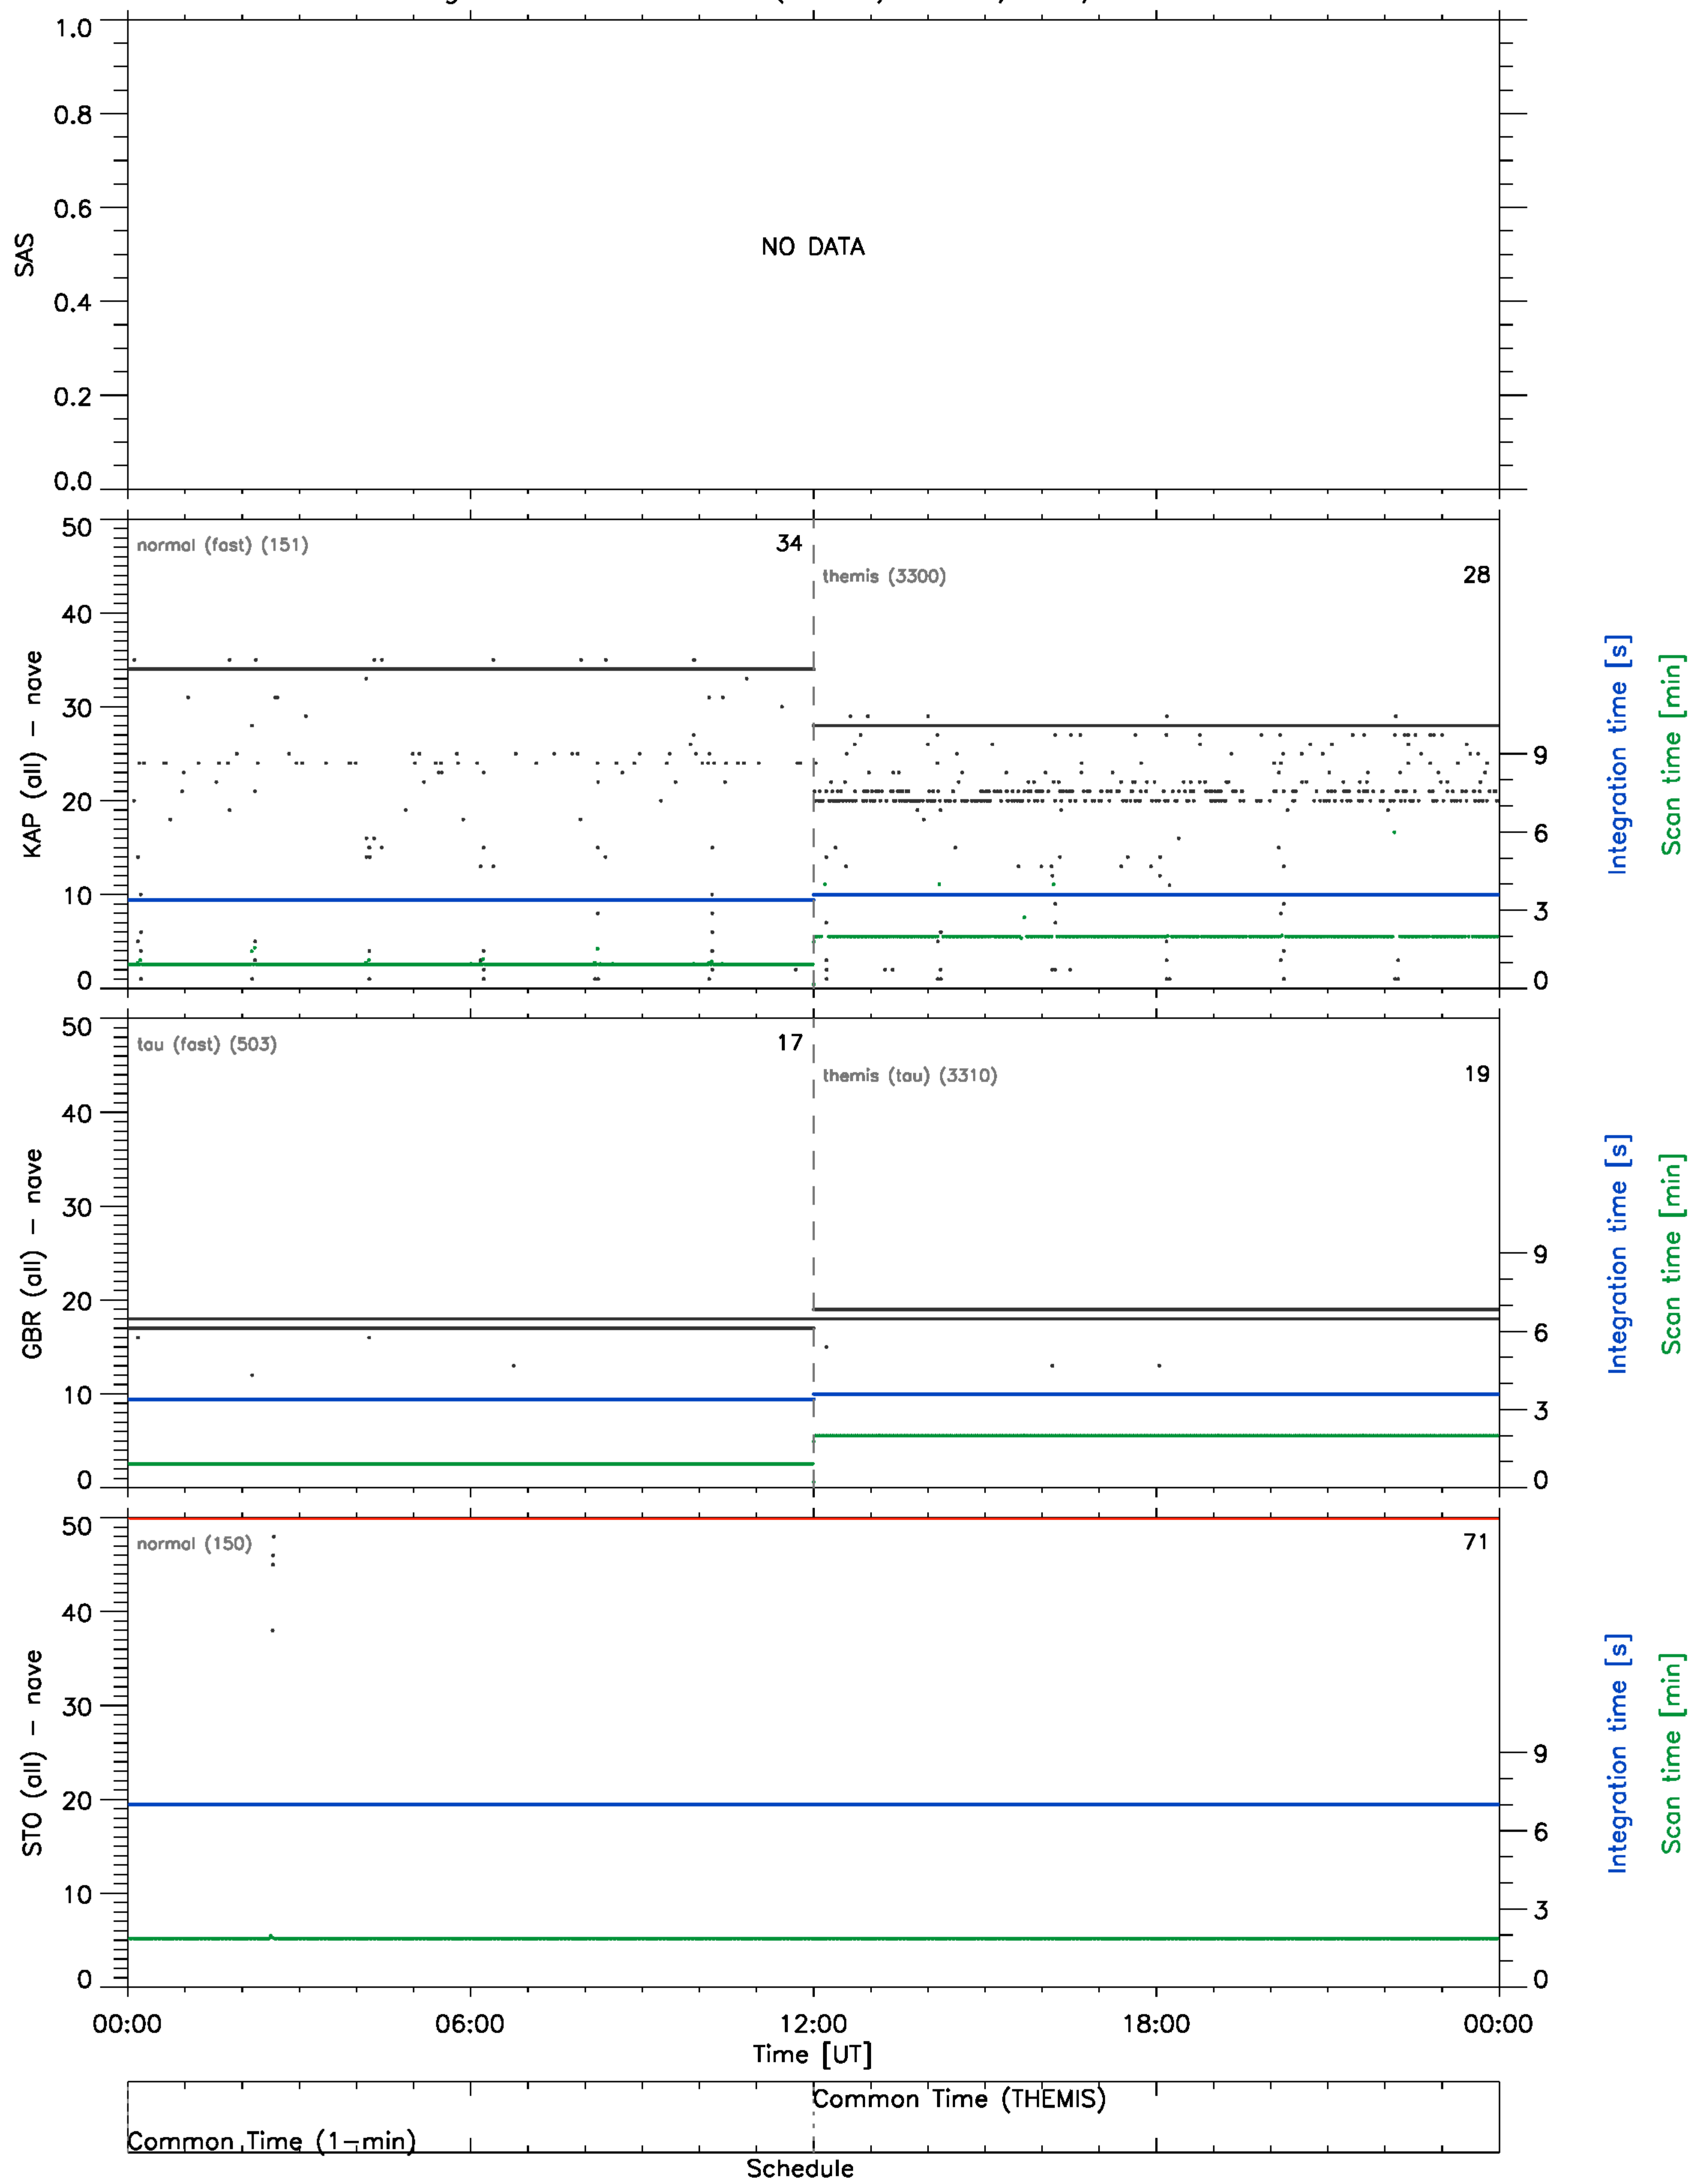 1.0
0.8
0.6
0.4
0.2
0.0
SAS
NO DATA
50
40
30
20
10
0
KAP (all) – nave
normal (fast) (151)
34
themis (3300)
28
9
6
3
0
Integration time [s]
Scan time [min]
50
40
30
20
10
0
GBR (all) – nave
tau (fast) (503)
17
themis (tau) (3310)
19
9
6
3
0
Integration time [s]
Scan time [min]
50
40
30
20
10
0
STO (all) – nave
normal (150)
71
9
6
3
0
Integration time [s]
Scan time [min]
00:00 06:00 12:00 18:00 00:00
Time [UT]
Common Time (THEMIS)
Common Time (1–min)
Schedule